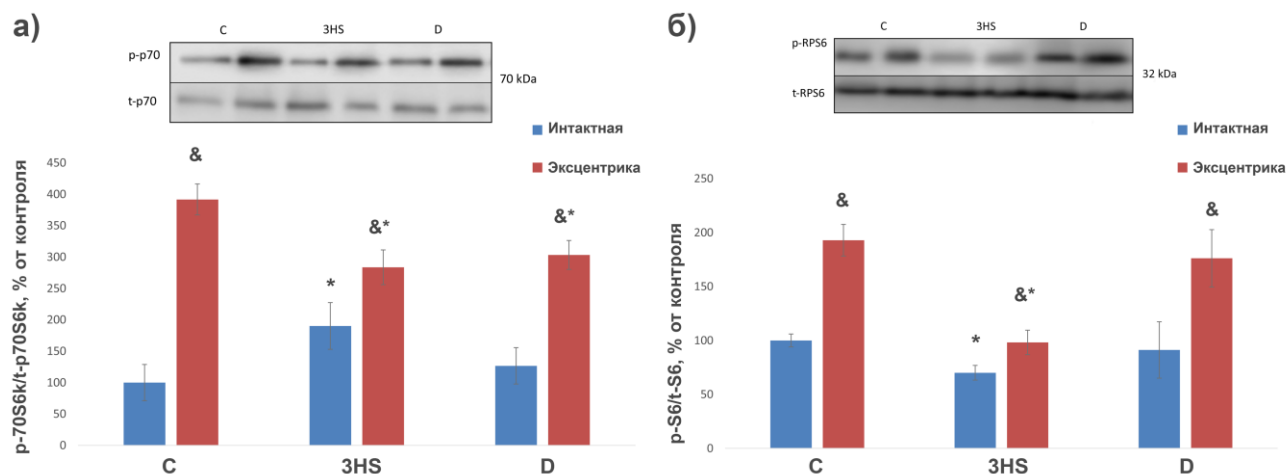 а)
C 3HS D
p-p70
t-p70
70 kDa
Интактная
Эксцентрика
p-70S6k/t-p70S6k, % от контроля
450
400
350
300
250
200
150
100
50
0
&
*
&*
&*
C 3HS D
б)
C 3HS D
p-RPS6
t-RPS6
32 kDa
Интактная
Эксцентрика
p-S6/t-S6, % от контроля
250
200
150
100
50
0
&
*
&*
&
C 3HS D